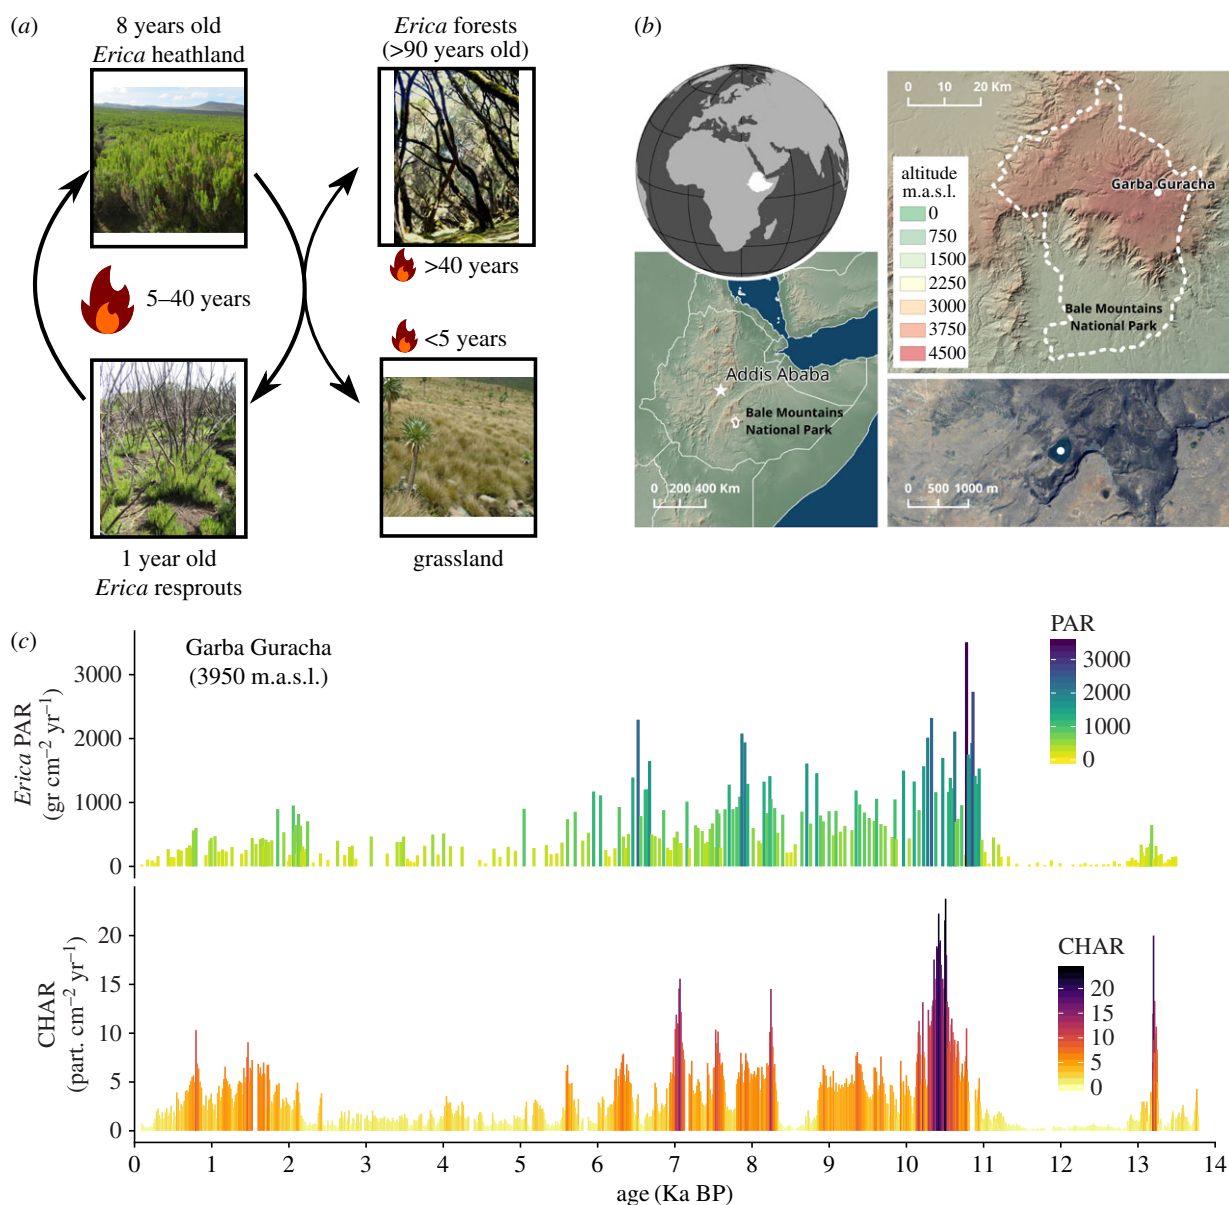 (a)
8 years old
Erica heathland
Erica forests
(>90 years old)
5–40 years
>40 years
<5 years
1 year old
Erica resprouts
grassland
(b)
0 10 20 Km
altitude
m.a.s.l.
0
750
1500
2250
3000
3750
4500
Garba Guracha
Bale Mountains
National Park
Addis Ababa
Bale Mountains
National Park
0 200 400 Km
0 500 1000 m
(c)
Garba Guracha
(3950 m.a.s.l.)
Erica PAR
(gr cm⁻² yr⁻¹)
3000
2000
1000
0
PAR
3000
2000
1000
0
CHAR
(part. cm⁻² yr⁻¹)
20
15
10
5
0
CHAR
20
15
10
5
0
0 1 2 3 4 5 6 7 8 9 10 11 12 13 14
age (Ka BP)